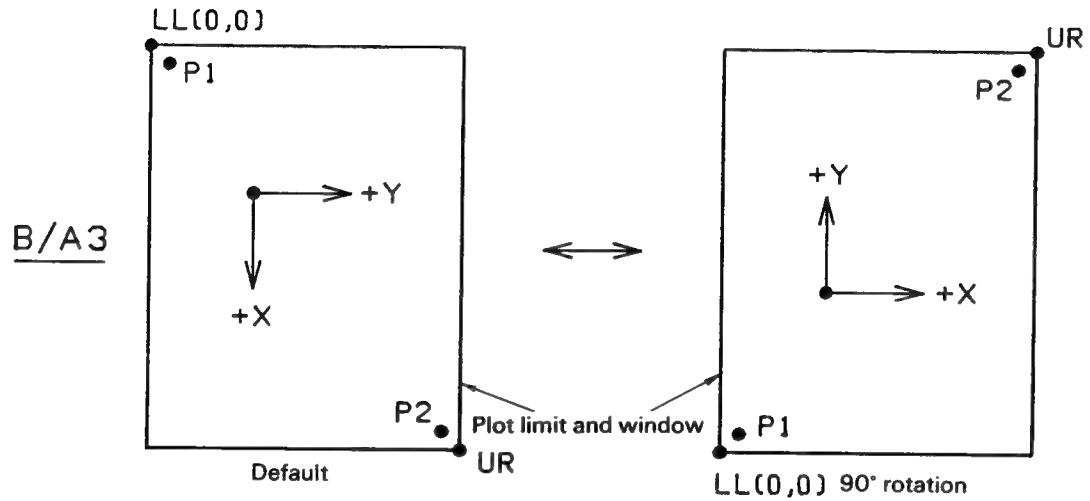 LL(0,0)
P1
+Y
+X
P2
UR
Default
B/A3
Plot limit and window
UR
P2
+Y
+X
P1
LL(0,0)
90° rotation